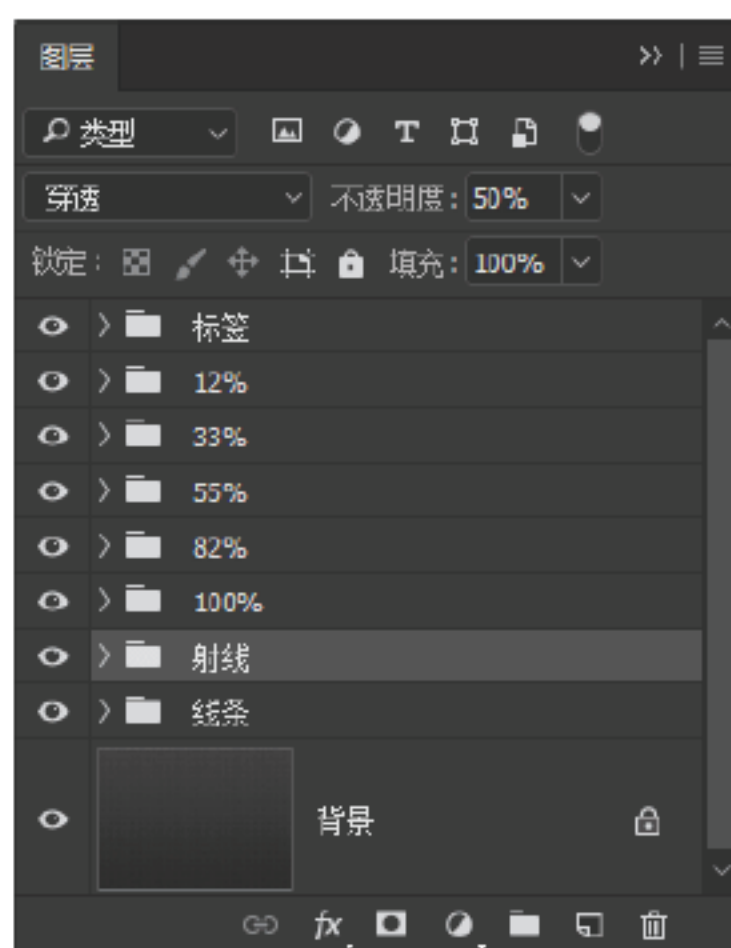 图层
类型
穿透 不透明度: 50%
锁定: 填充: 100%
标签
12%
33%
55%
82%
100%
射线
线条
背景
fx